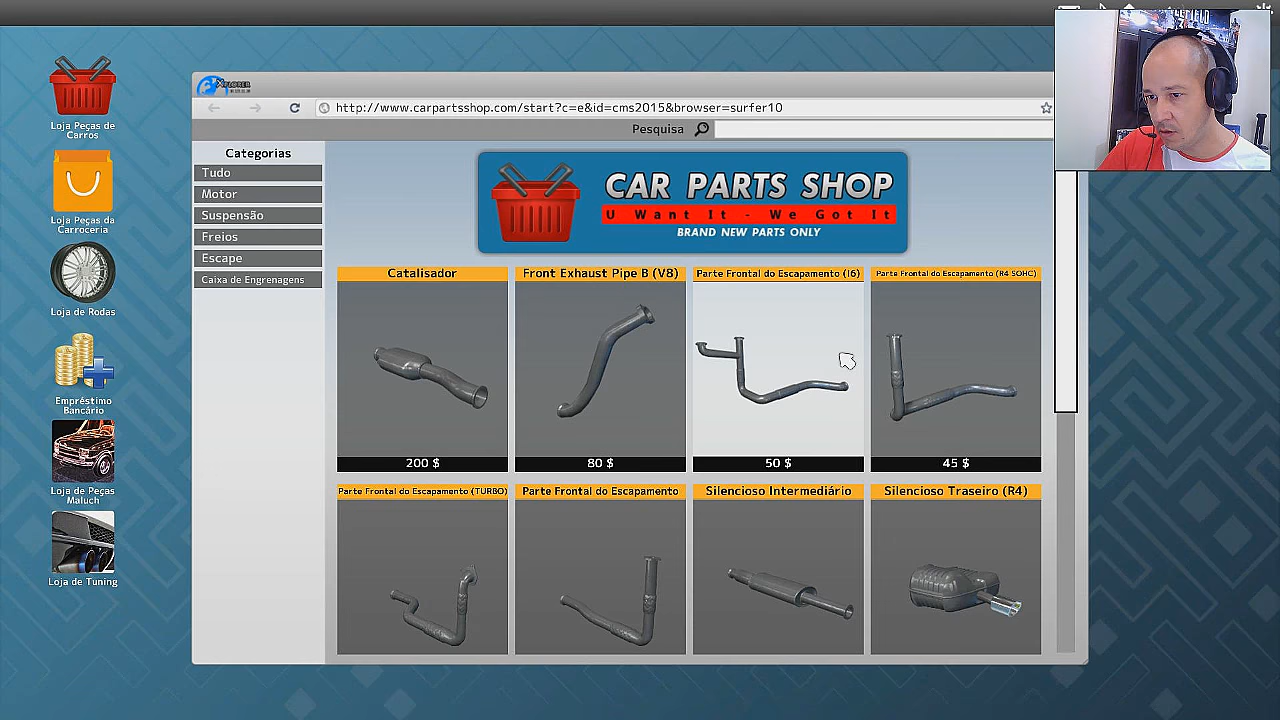 Loja Peças de
Carros
Loja Peças da
Carroceria
Loja de Rodas
Empréstimo
Bancário
Loja de Peças
Maluch
Loja de Tuning
http://www.carpartsshop.com/start?c=e&id=cms2015&browser=surfer10
Pesquisa
Categorias
Tudo
Motor
Suspensão
Freios
Escape
Caixa de Engrenagens
CAR PARTS SHOP
U Want It - We Got It
BRAND NEW PARTS ONLY
Catalisador
Front Exhaust Pipe B (V8)
Parte Frontal do Escapamento (I6)
Parte Frontal do Escapamento (R4 SOHC)
200 $
80 $
50 $
45 $
Parte Frontal do Escapamento (TURBO)
Parte Frontal do Escapamento
Silencioso Intermediário
Silencioso Traseiro (R4)